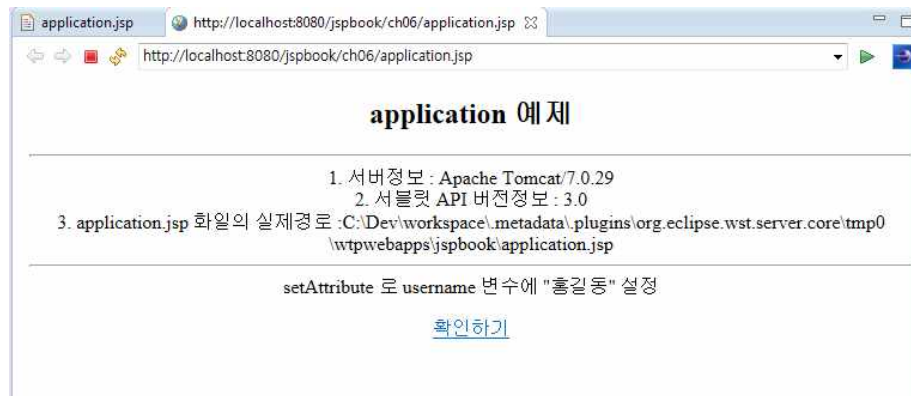 application.jsp
http://localhost:8080/jspbook/ch06/application.jsp
http://localhost:8080/jspbook/ch06/application.jsp
application 예제
1. 서버정보 : Apache Tomcat/7.0.29
2. 서블릿 API 버전정보 : 3.0
3. application.jsp 화일의 실제경로 :C:\Dev\workspace\.metadata\.plugins\org.eclipse.wst.server.core\tmp0
\wtpwebapps\jspbook\application.jsp
setAttribute 로 username 변수에 "홍길동" 설정
확인하기